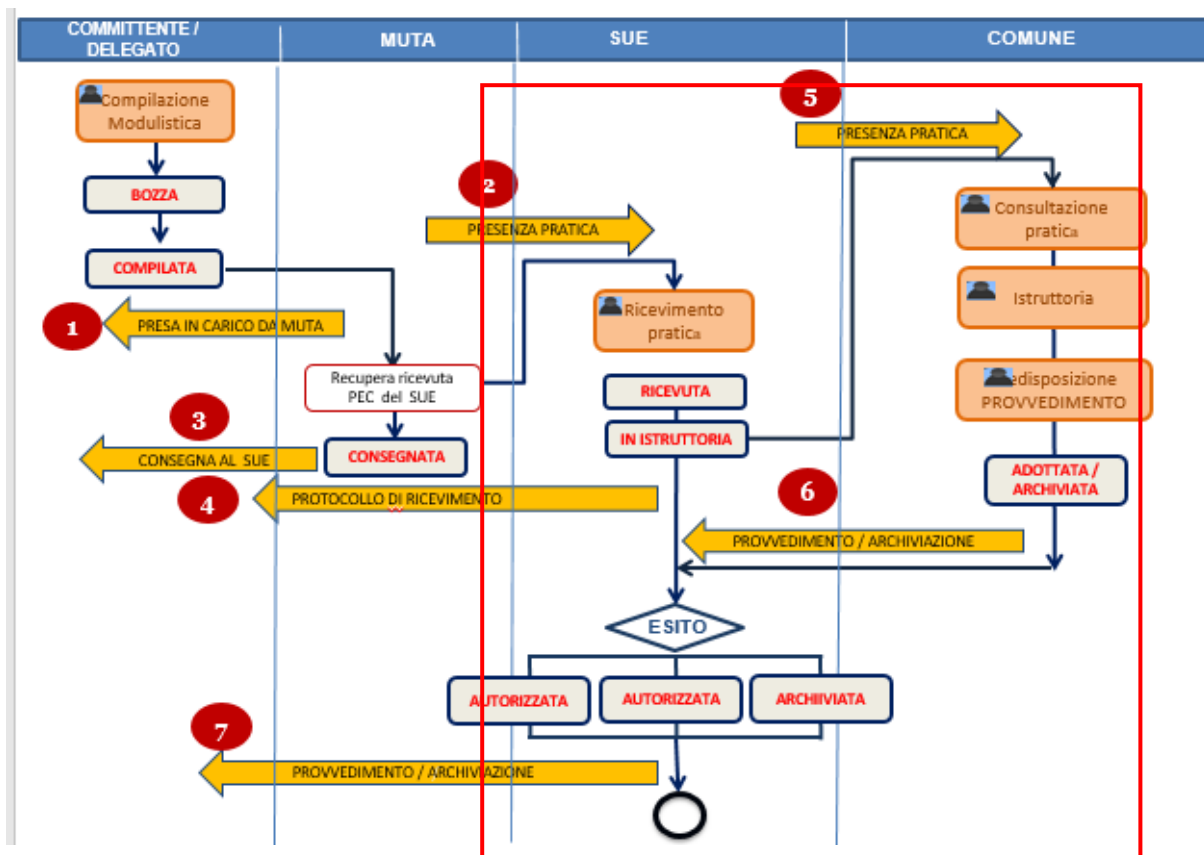 COMMITTENTE /
DELEGATO
MUTA
SUE
COMUNE
Compilazione
Modulistica
5
PRESENZA PRATICA
BOZZA
2
PRESENZA PRATICA
Consultazione
pratica
COMPILATA
1
PRESA IN CARICO DA MUTA
Ricevimento
pratica
Istruttoria
Recupera ricevuta
PEC del SUE
RICEVUTA
edisposizione
PROVVEDIMENTO
3
CONSEGNA AL SUE
CONSEGNATA
IN ISTRUTTORIA
4
PROTOCOLLO DI RICEVIMENTO
6
ADOTTATA /
ARCHIVIATA
PROVVEDIMENTO / ARCHIVIAZIONE
ESITO
AUTORIZZATA
AUTORIZZATA
ARCHIIVIATA
7
PROVVEDIMENTO / ARCHIVIAZIONE